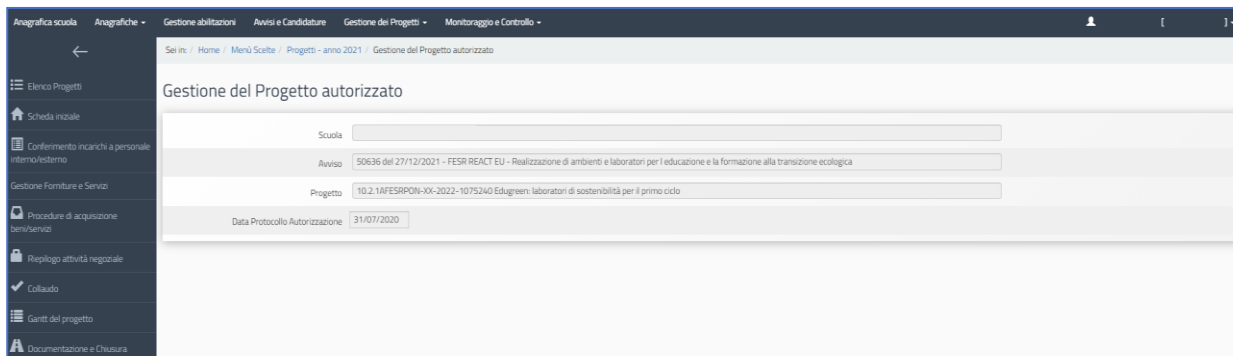 Anagrafica scuola Anagrafiche Gestione abilitazioni Avvisi e Candidature Gestione dei Progetti Monitoraggio e Controllo [ ]
Sei in: / Home / Menù Scelte / Progetti - anno 2021 / Gestione del Progetto autorizzato
Elenco Progetti
Scheda iniziale
Conferimento incarichi a personale
interno/esterno
Gestione Forniture e Servizi
Procedure di acquisizione
beni/servizi
Riepilogo attività negoziale
Collaudo
Gantt del progetto
Documentazione e Chiusura
Gestione del Progetto autorizzato
Scuola
Avviso 50636 del 27/12/2021 - FESR REACT EU - Realizzazione di ambienti e laboratori per l educazione e la formazione alla transizione ecologica
Progetto 10.2.1AFESRPON-XX-2022-1075240 Edugreen: laboratori di sostenibilità per il primo ciclo
Data Protocollo Autorizzazione 31/07/2020